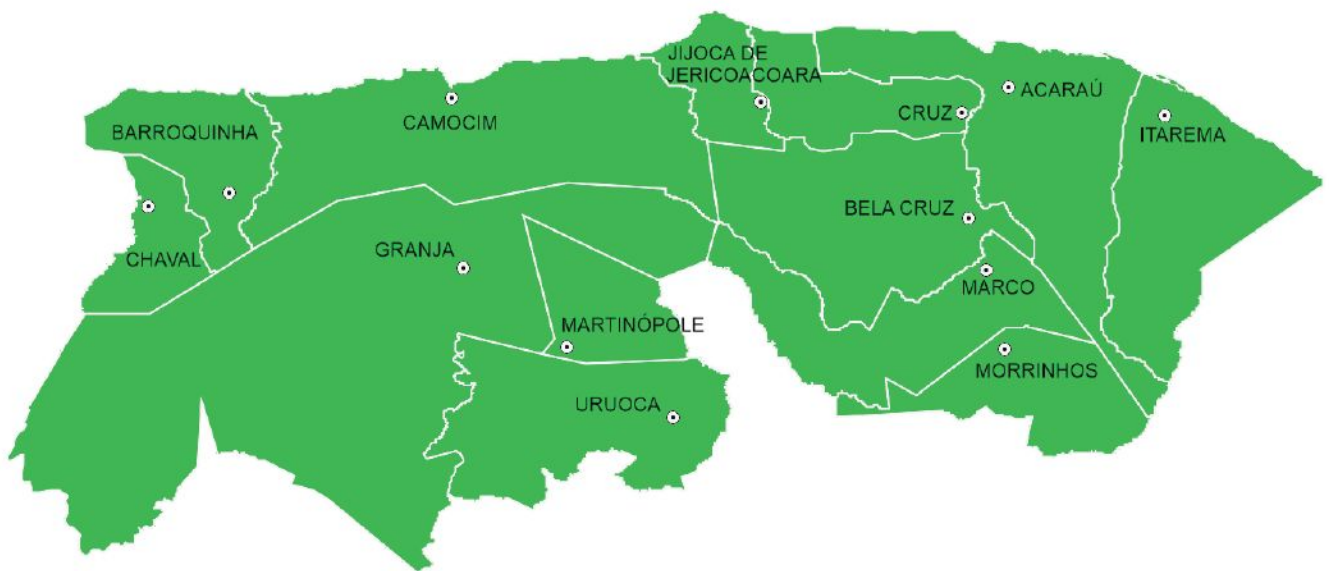 JIJOCA DE
JERICOACOARA
ACARAÚ
CAMOCIM
CRUZ
BARROQUINHA
ITAREMA
BELA CRUZ
GRANJA
CHAVAL
MARCO
MARTINÓPOLE
MORRINHOS
URUOCA